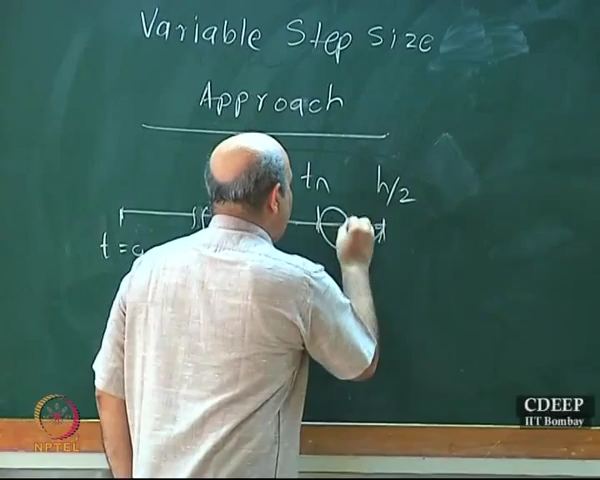 Variable Step Size
Approach
tn h/2
t =
NPTEL
CDEEP
IIT Bombay